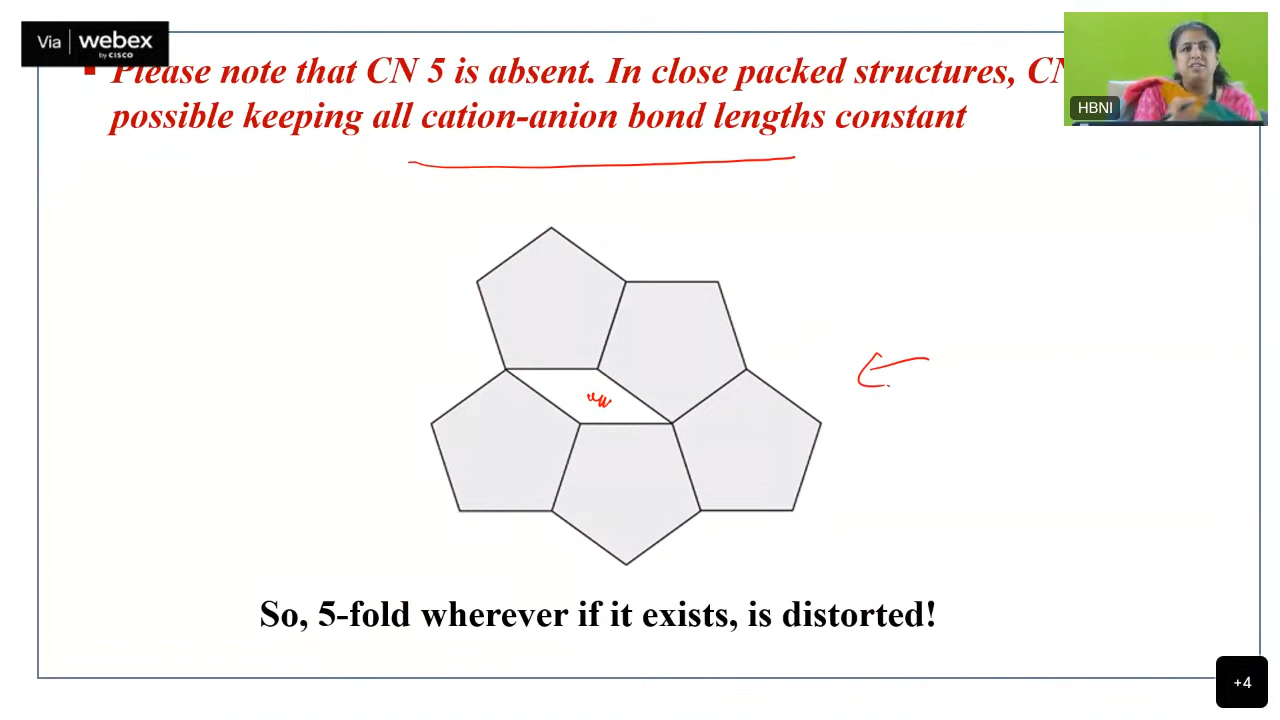 Via webex
by CISCO
Please note that CN 5 is absent. In close packed structures, CN
possible keeping all cation-anion bond lengths constant
HBNI
So, 5-fold wherever if it exists, is distorted!
+4